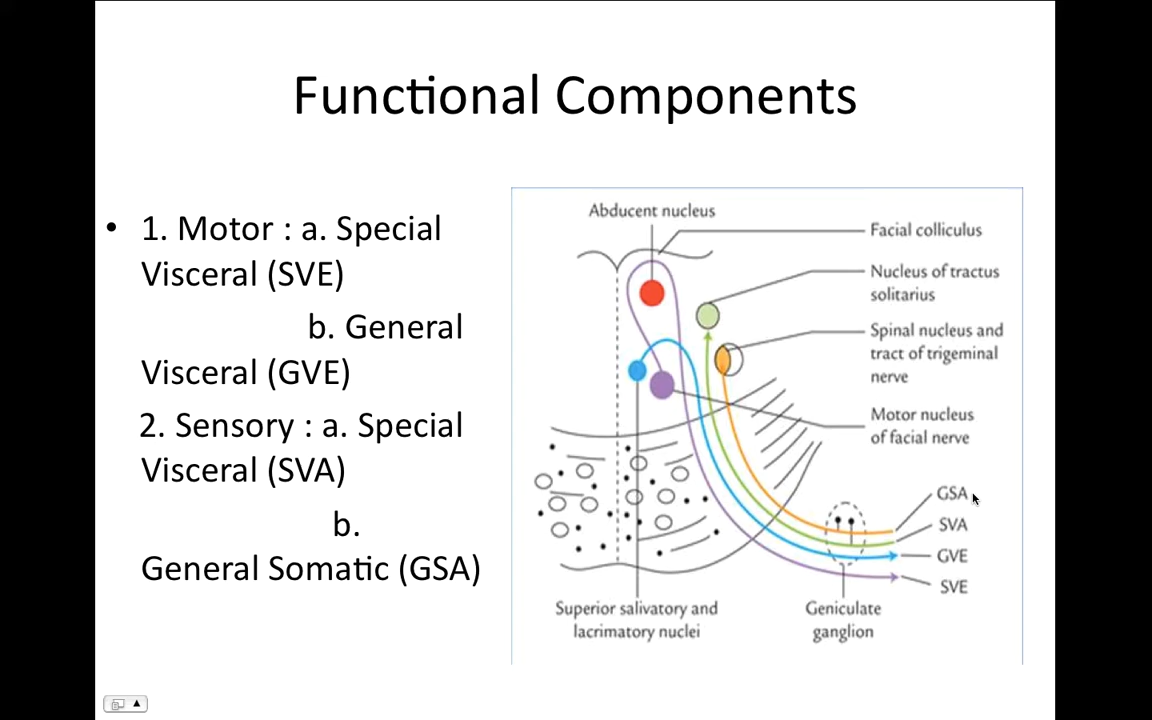 Functional Components
• 1. Motor : a. Special
Visceral (SVE)
b. General
Visceral (GVE)
2. Sensory : a. Special
Visceral (SVA)
b.
General Somatic (GSA)
Abducent nucleus
Facial colliculus
Nucleus of tractus
solitarius
Spinal nucleus and
tract of trigeminal
nerve
Motor nucleus
of facial nerve
GSA
SVA
GVE
SVE
Superior salivatory and
lacrimatory nuclei
Geniculate
ganglion